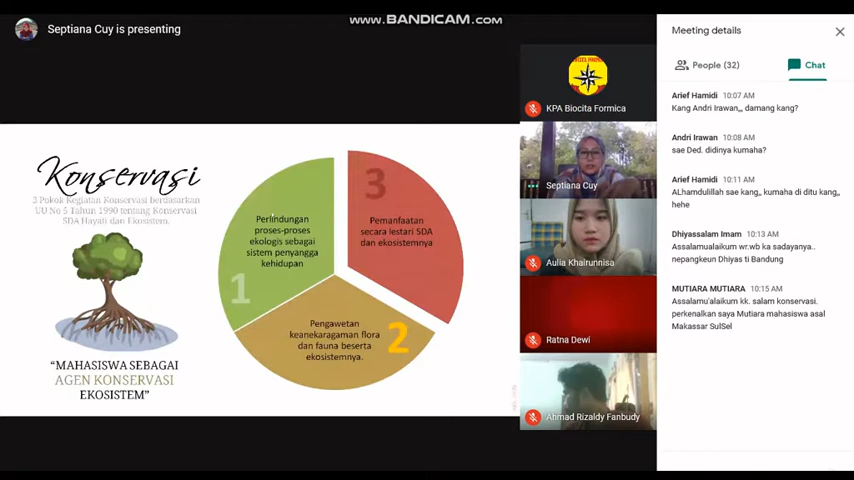 www.BANDICAM.com
Septiana Cuy is presenting
Konservasi
3 Pokok Kegiatan Konservasi berdasarkan
UU No 5 Tahun 1990 tentang Konservasi
SDA Hayati dan Ekosistem.
"MAHASISWA SEBAGAI
AGEN KONSERVASI
EKOSISTEM"
Perlindungan
proses-proses
ekologis sebagai
sistem penyangga
kehidupan
1
Pengawetan
keanekaragaman flora
dan fauna beserta
ekosistemnya.
2
3
Pemanfaatan
secara lestari SDA
dan ekosistemnya
KPA Biocita Formica
Septiana Cuy
Aulia Khairunnisa
Ratna Dewi
Ahmad Rizaldy Fanbudy
Meeting details
People (32)
Chat
Arief Hamidi 10:07 AM
Kang Andri Irawan,,, damang kang?
Andri Irawan 10:08 AM
sae Ded. didinya kumaha?
Arief Hamidi 10:11 AM
ALhamdulillah sae kang,, kumaha di ditu kang,,
hehe
Dhiyassalam Imam 10:13 AM
Assalamualaikum wr.wb ka sadayana..
nepangkeun Dhiyas ti Bandung
MUTIARA MUTIARA 10:15 AM
Assalamu'alaikum kk. salam konservasi.
perkenalkan saya Mutiara mahasiswa asal
Makassar SulSel